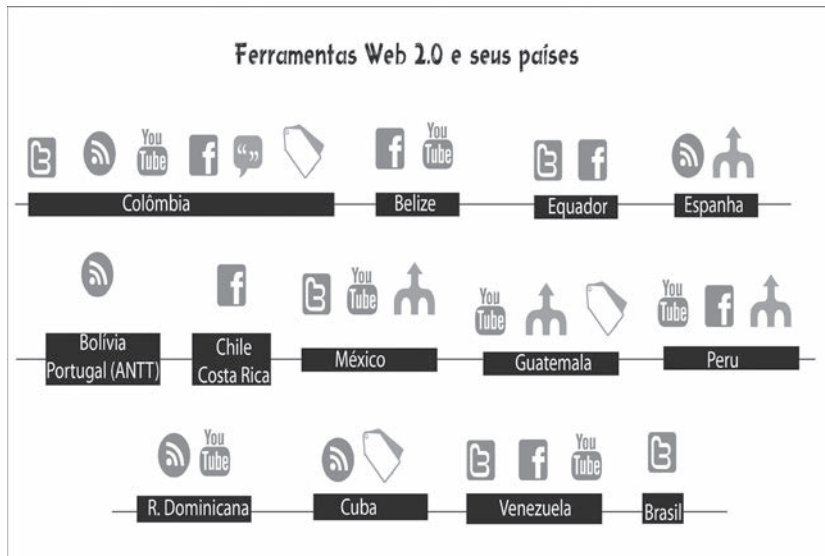 Ferramentas Web 2.0 e seus países
You
Tube
Colômbia
You
Tube
Belize
Equador
Espanha
Bolívia
Portugal (ANTT)
Chile
Costa Rica
You
Tube
México
You
Tube
Guatemala
You
Tube
Peru
You
Tube
R. Dominicana
Cuba
You
Tube
Venezuela
Brasil